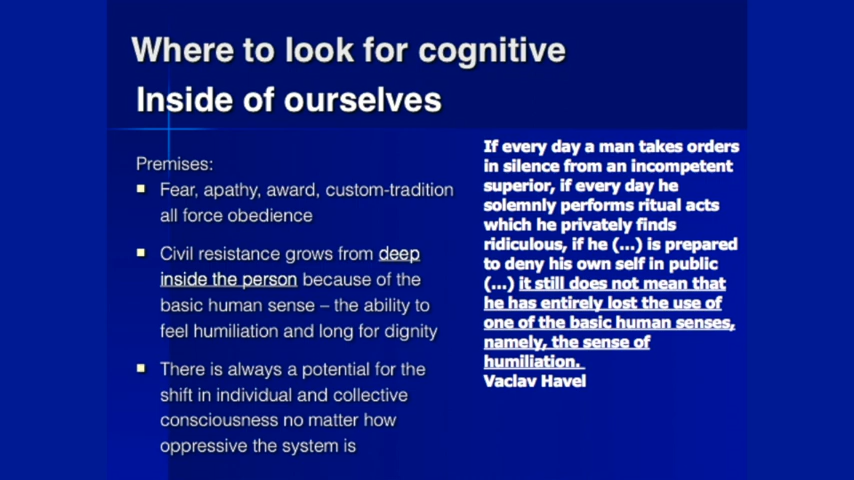 Where to look for cognitive
Inside of ourselves
Premises:
Fear, apathy, award, custom-tradition
all force obedience
Civil resistance grows from deep
inside the person because of the
basic human sense – the ability to
feel humiliation and long for dignity
There is always a potential for the
shift in individual and collective
consciousness no matter how
oppressive the system is
If every day a man takes orders
in silence from an incompetent
superior, if every day he
solemnly performs ritual acts
which he privately finds
ridiculous, if he (...) is prepared
to deny his own self in public
(...) it still does not mean that
he has entirely lost the use of
one of the basic human senses,
namely, the sense of
humiliation.
Vaclav Havel